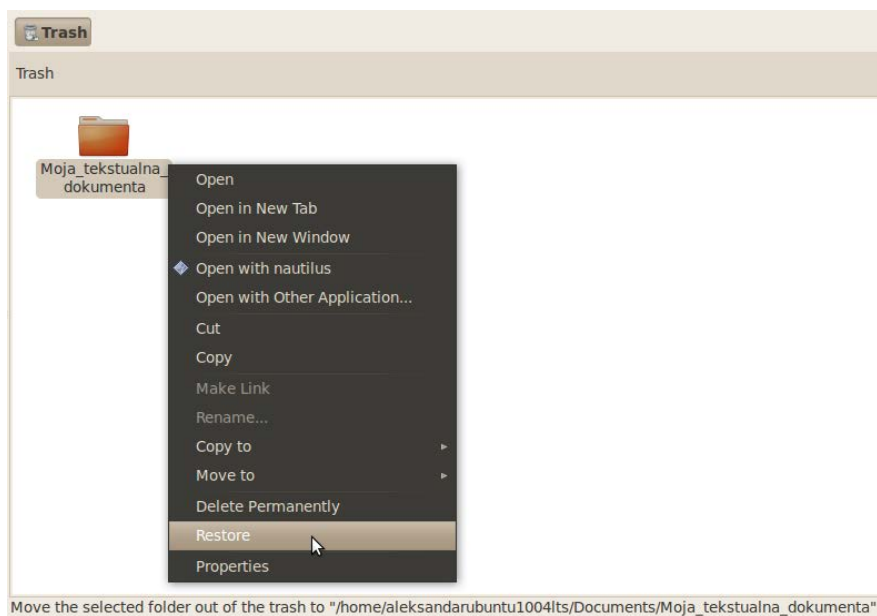 Trash
Trash
Moja_tekstualna_
dokumenta
Open
Open in New Tab
Open in New Window
Open with nautilus
Open with Other Application...
Cut
Copy
Make Link
Rename...
Copy to
Move to
Delete Permanently
Restore
Properties
Move the selected folder out of the trash to "/home/aleksandarubuntu1004lts/Documents/Moja_tekstualna_dokumenta"